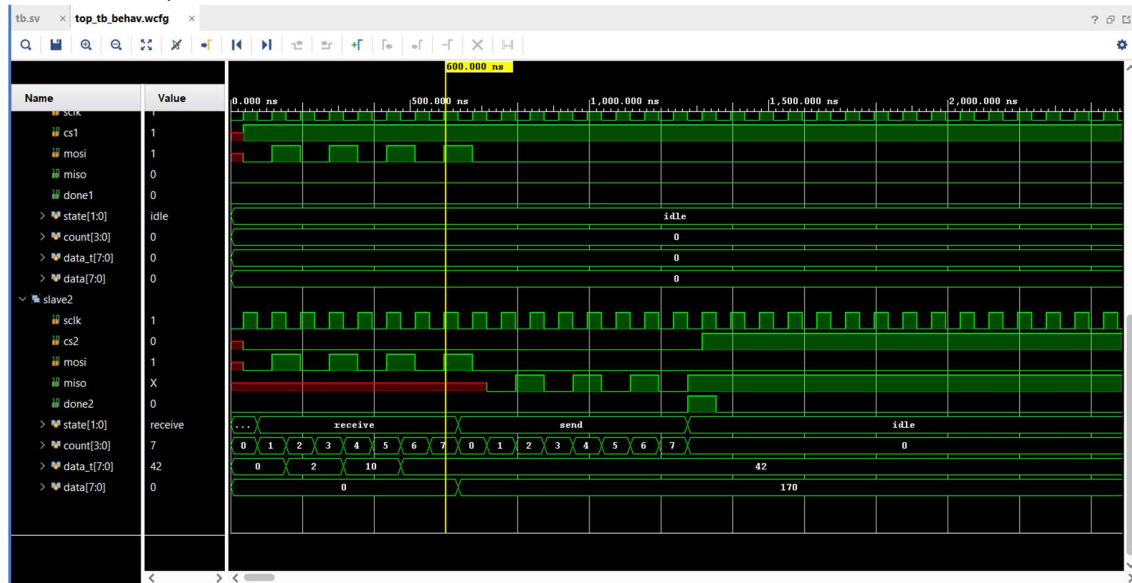 tb.sv × top_tb_behav.wcfg × ?
600.000 ns
Name Value 0.000 ns 500.000 ns 1,000.000 ns 1,500.000 ns 2,000.000 ns
sclk 1
cs1 1
mosi 1
miso 0
done1 0
state[1:0] idle idle
count[3:0] 0 0
data_t[7:0] 0 0
data[7:0] 0 0
slave2
sclk 1
cs2 0
mosi 1
miso X
done2 0
state[1:0] receive ... receive send idle
count[3:0] 7 0 1 2 3 4 5 6 7 0 1 2 3 4 5 6 7 0
data_t[7:0] 42 0 2 10 42
data[7:0] 0 0 170